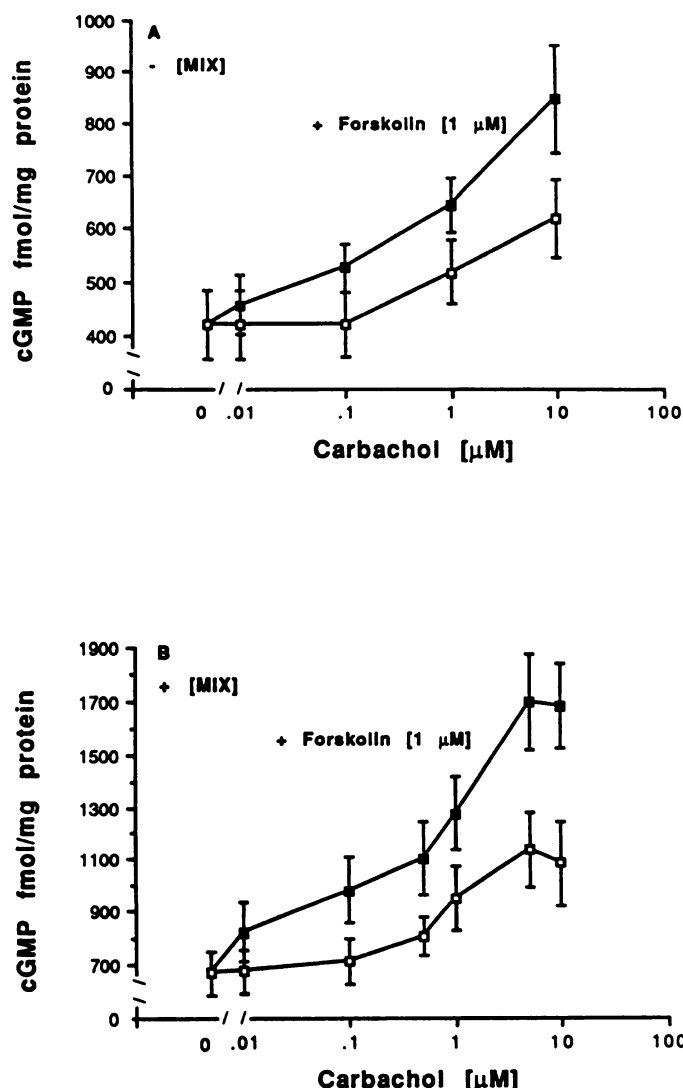 1000
A
- [MIX]
900
+ Forskolin [1 μM]
800
700
600
500
400
0
cGMP fmol/mg protein
0 .01 .1 1 10 100
Carbachol [μM]
1900
B
+ [MIX]
1700
+ Forskolin [1 μM]
1500
1300
1100
900
700
0
cGMP fmol/mg protein
0 .01 .1 1 10 100
Carbachol [μM]